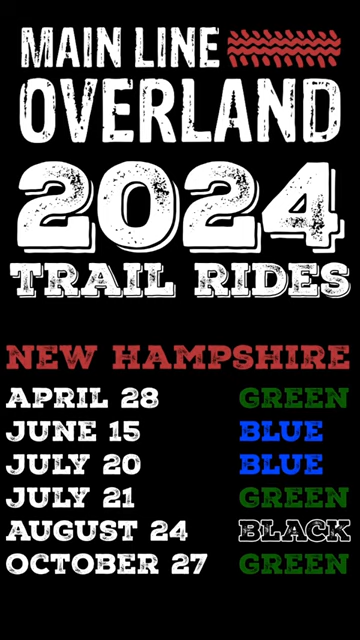 MAIN LINE
OVERLAND
2024
TRAIL RIDES
NEW HAMPSHIRE
APRIL 28 GREEN
JUNE 15 BLUE
JULY 20 BLUE
JULY 21 GREEN
AUGUST 24 BLACK
OCTOBER 27 GREEN